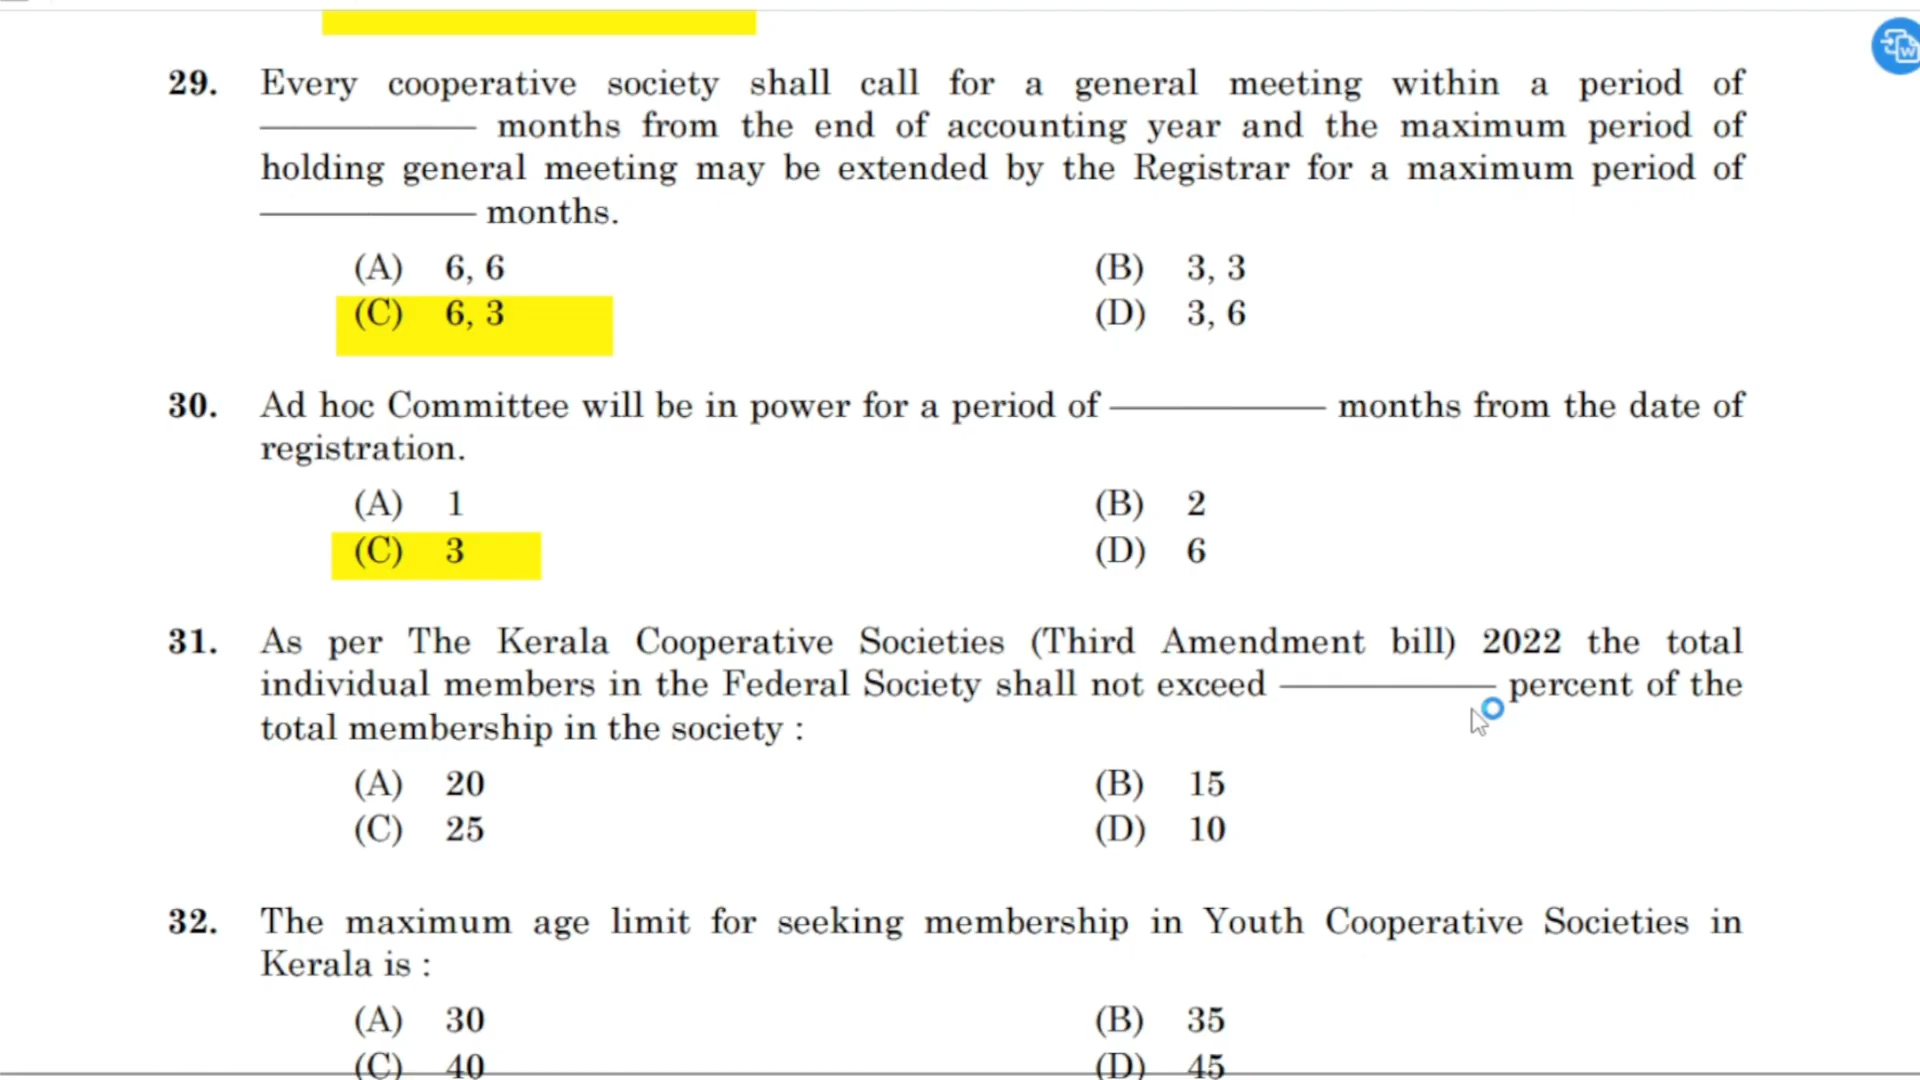 29. Every cooperative society shall call for a general meeting within a period of
months from the end of accounting year and the maximum period of
holding general meeting may be extended by the Registrar for a maximum period of
months.
(A) 6, 6 (B) 3, 3
(C) 6, 3 (D) 3, 6
30. Ad hoc Committee will be in power for a period of months from the date of
registration.
(A) 1 (B) 2
(C) 3 (D) 6
31. As per The Kerala Cooperative Societies (Third Amendment bill) 2022 the total
individual members in the Federal Society shall not exceed percent of the
total membership in the society :
(A) 20 (B) 15
(C) 25 (D) 10
32. The maximum age limit for seeking membership in Youth Cooperative Societies in
Kerala is :
(A) 30 (B) 35
(C) 40 (D) 45